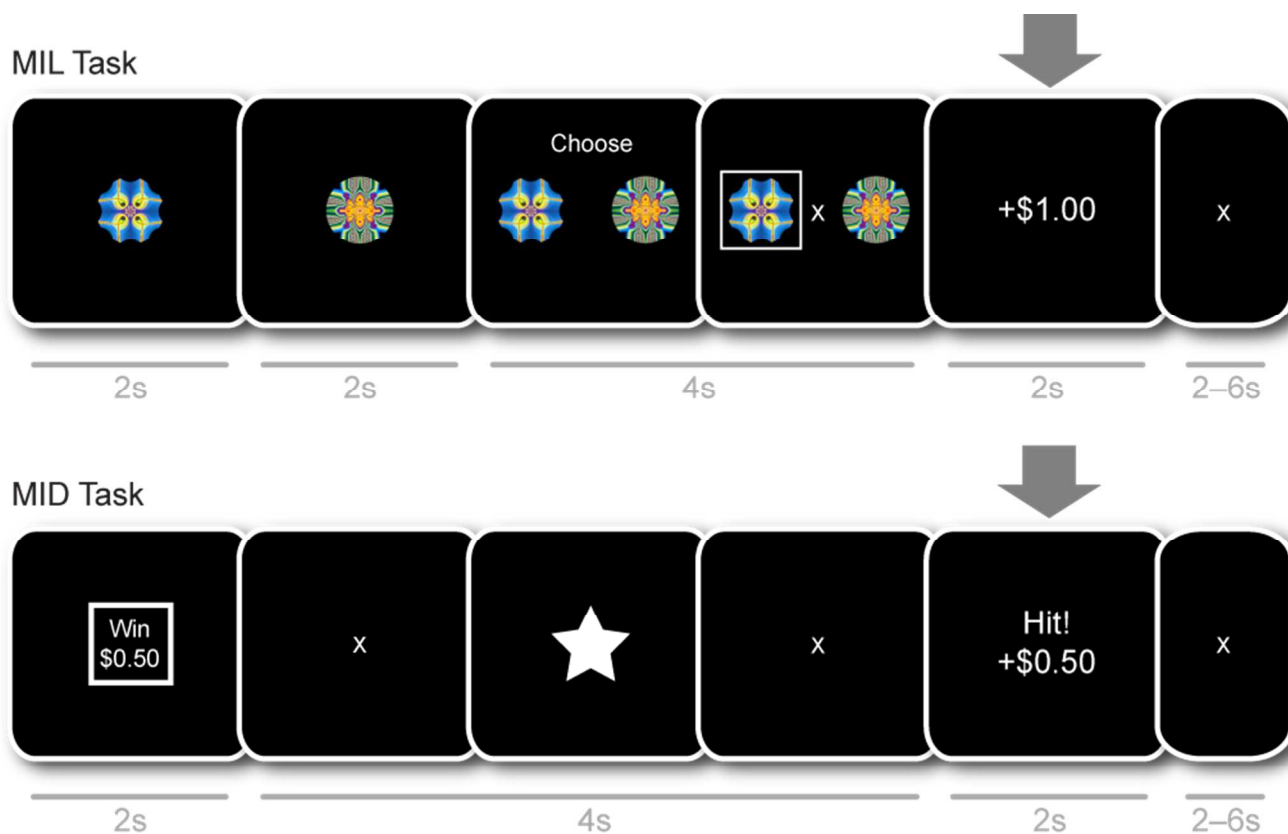 MIL Task
Choose
x
+$1.00
x
2s
2s
4s
2s
2–6s
MID Task
Win
$0.50
x
x
Hit!
+$0.50
x
2s
4s
2s
2–6s